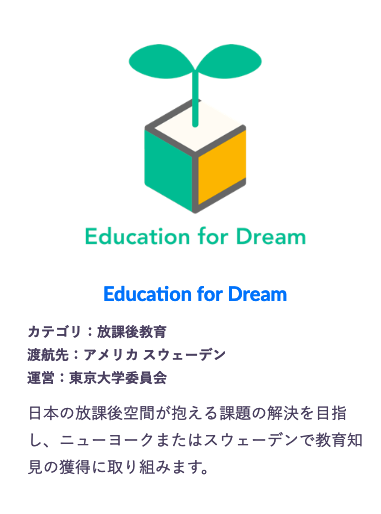 Education for Dream
Education for Dream
カテゴリ：放課後教育
渡航先：アメリカ スウェーデン
運営：東京大学委員会
日本の放課後空間が抱える課題の解決を目指
し、ニューヨークまたはスウェーデンで教育知
見の獲得に取り組みます。